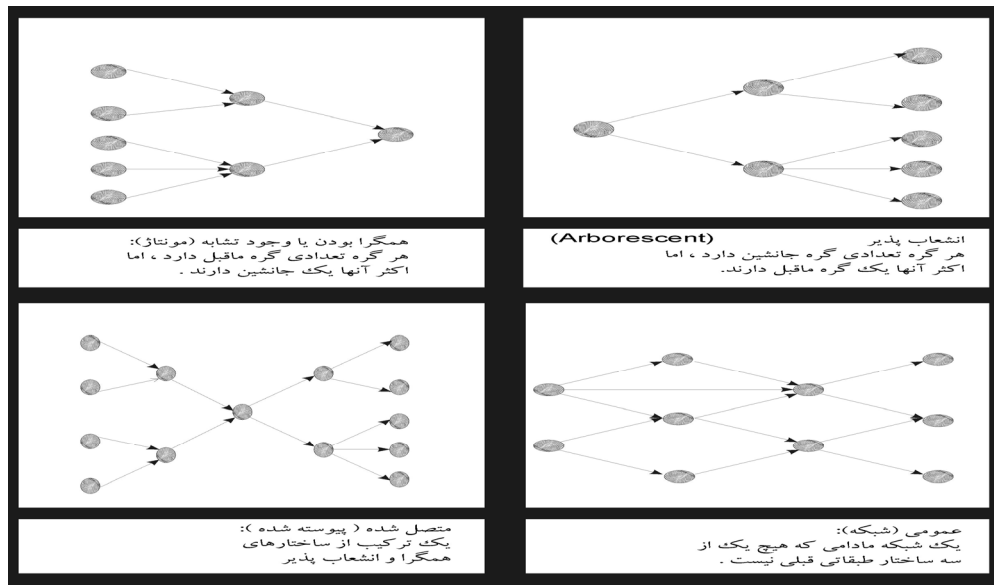 انشعاب پذیر (Arborescent)
هر گره تعدادی گره جانشین دارد ، اما
اکثر آنها یک گره ماقبل دارند.
همگرا بودن یا وجود تشابه (مونتاژ):
هر گره تعدادی گره ماقبل دارد ، اما
اکثر آنها یک جانشین دارند .
عمومی (شبکه):
یک شبکه مادامی که هیچ یک از
سه ساختار طبقاتی قبلی نیست .
متصل شده ( پیوسته شده ):
یک ترکیب از ساختارهای
همگرا و انشعاب پذیر